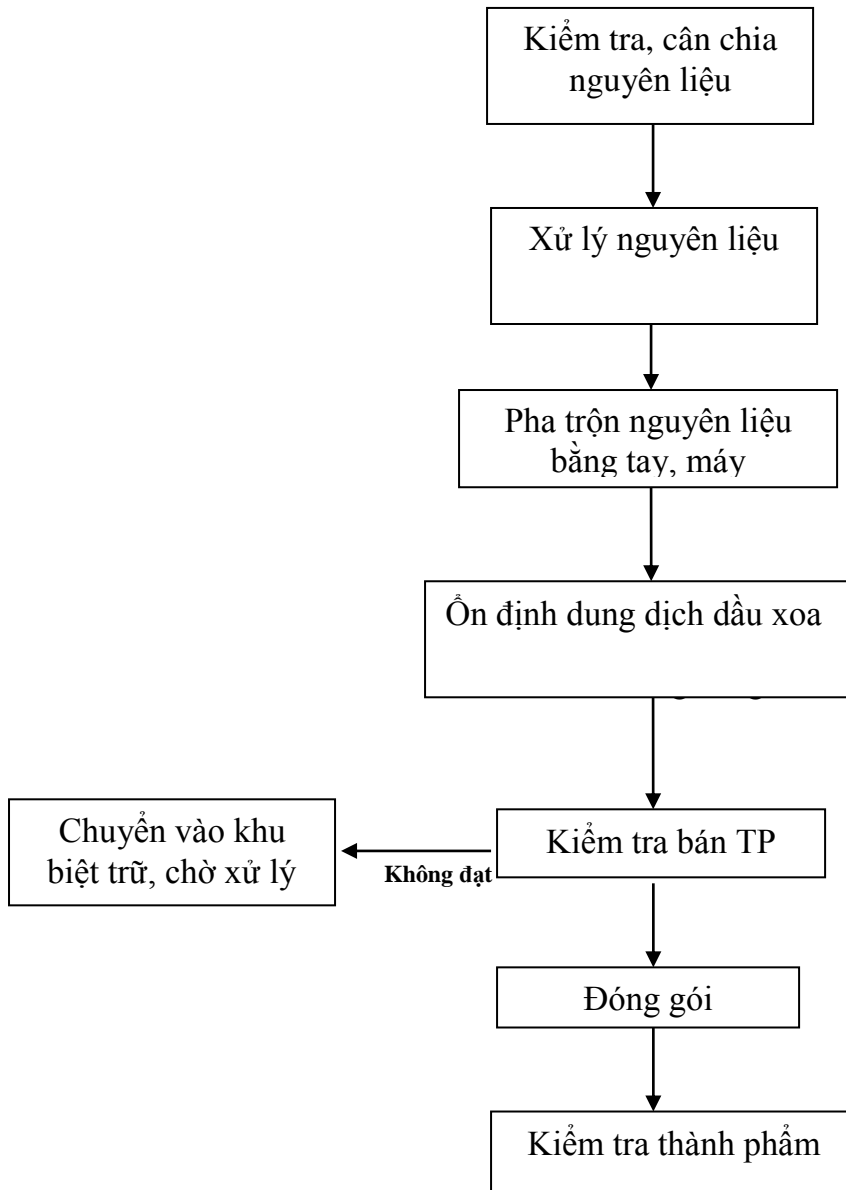 Kiểm tra, cân chia
nguyên liệu
Xử lý nguyên liệu
Pha trộn nguyên liệu
bằng tay, máy
Ổn định dung dịch dầu xoa
Chuyển vào khu
biệt trữ, chờ xử lý
Không đạt
Kiểm tra bán TP
Đóng gói
Kiểm tra thành phẩm